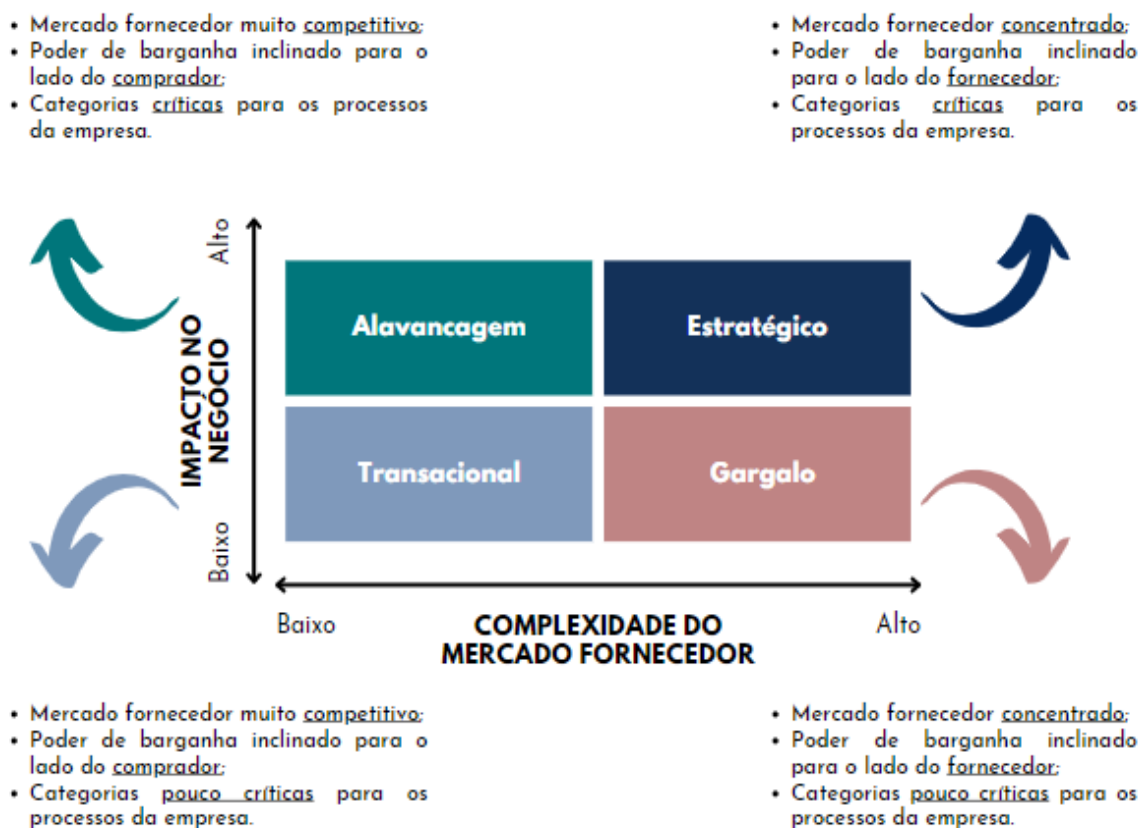 • Mercado fornecedor muito competitivo;
• Poder de barganha inclinado para o
lado do comprador;
• Categorias críticas para os processos
da empresa.
• Mercado fornecedor concentrado;
• Poder de barganha inclinado
para o lado do fornecedor;
• Categorias críticas para os
processos da empresa.
Alto
IMPACTO NO
NEGÓCIO
Baixo
Alavancagem
Estratégico
Transacional
Gargalo
Baixo
COMPLEXIDADE DO
MERCADO FORNECEDOR
Alto
• Mercado fornecedor muito competitivo;
• Poder de barganha inclinado para o
lado do comprador;
• Categorias pouco críticas para os
processos da empresa.
• Mercado fornecedor concentrado;
• Poder de barganha inclinado
para o lado do fornecedor;
• Categorias pouco críticas para os
processos da empresa.